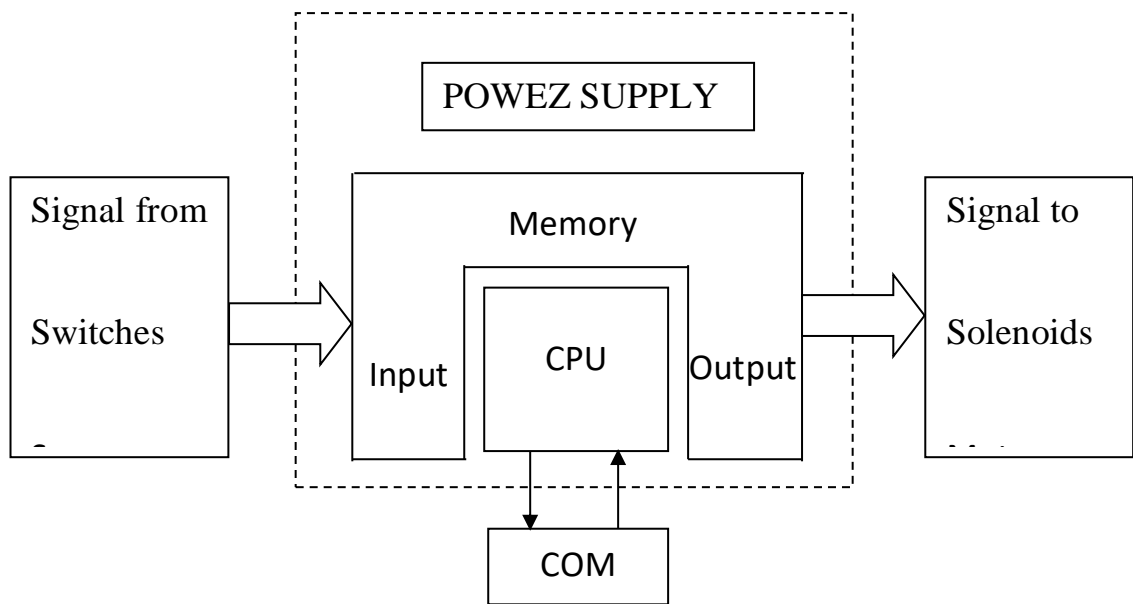 POWEZ SUPPLY
Signal from
Switches
Memory
Input
CPU
Output
Signal to
Solenoids
COM